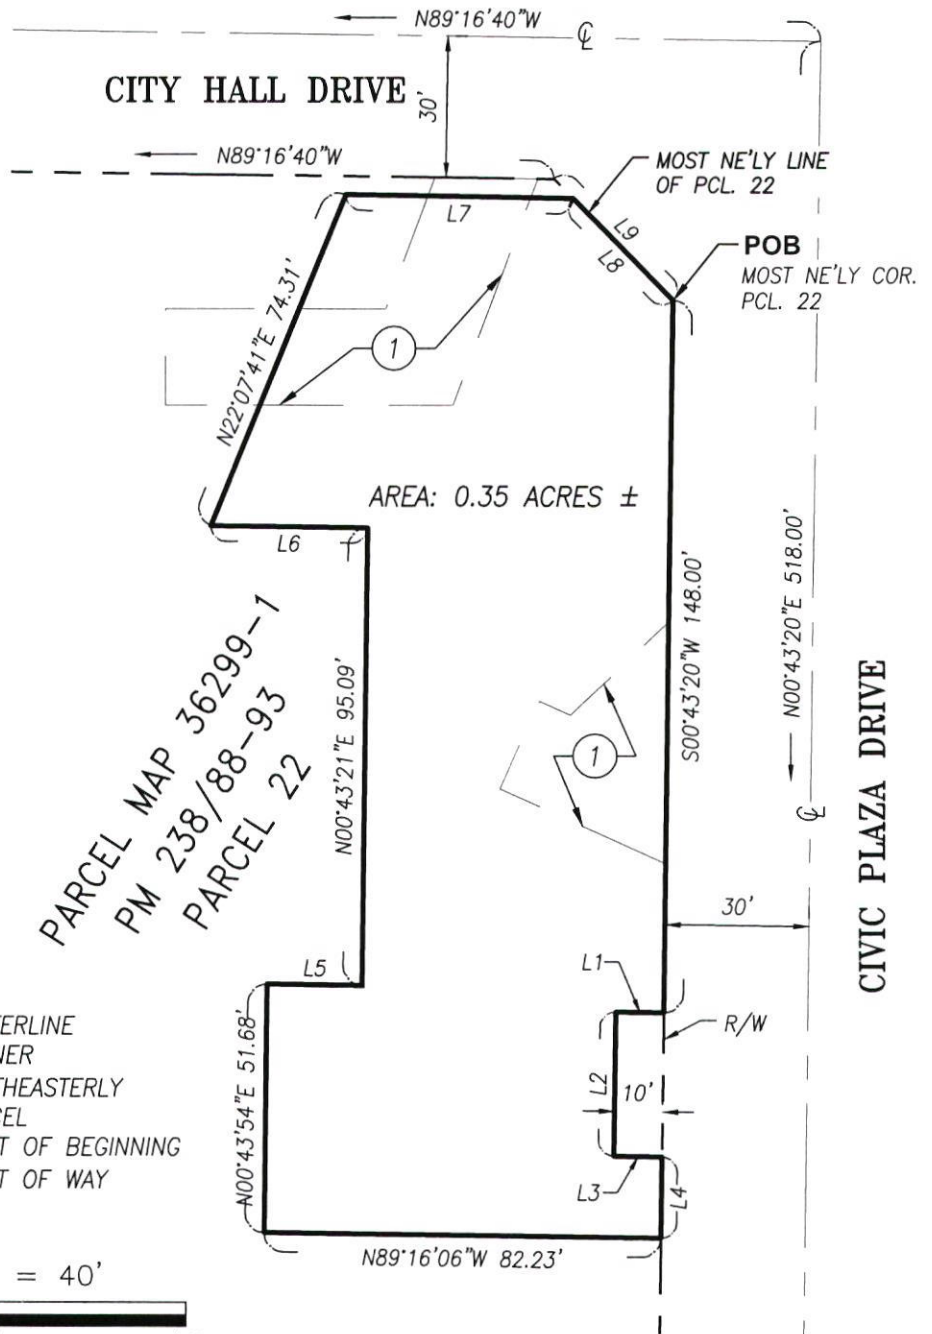 N89°16'40"W
℄
CITY HALL DRIVE
30'
N89°16'40"W
MOST NE'LY LINE
OF PCL. 22
L7
L9
L8
POB
MOST NE'LY COR.
PCL. 22
N22°07'41"E 74.31'
1
AREA: 0.35 ACRES ±
L6
S00°43'20"W 148.00'
N00°43'20"E 518.00'
PARCEL MAP 36299-1
PM 238/88-93
PARCEL 22
N00°43'21"E 95.09'
1
℄
CIVIC PLAZA DRIVE
30'
L5
L1
R/W
N00°43'54"E 51.68'
L2
10'
L3
L4
TERLINE
NER
THEASTERLY
CEL
T OF BEGINNING
T OF WAY
N89°16'06"W 82.23'
= 40'